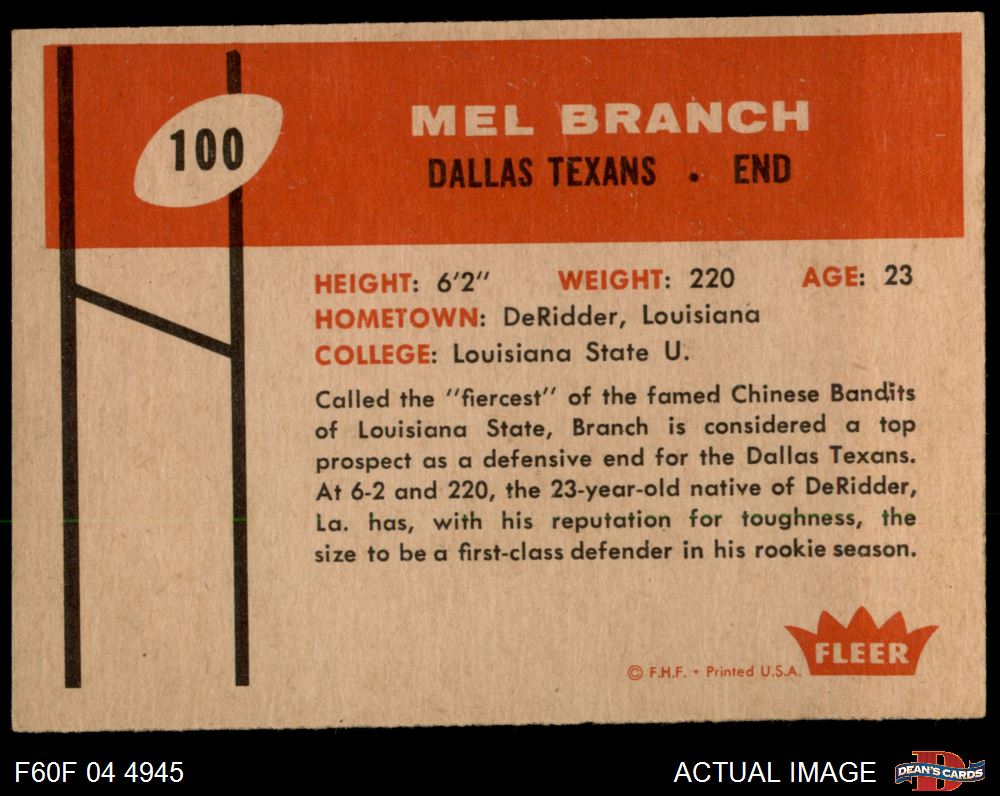 100
MEL BRANCH
DALLAS TEXANS . END
HEIGHT: 6'2" WEIGHT: 220 AGE: 23
HOMETOWN: DeRidder, Louisiana
COLLEGE: Louisiana State U.
Called the "fiercest" of the famed Chinese Bandits
of Louisiana State, Branch is considered a top
prospect as a defensive end for the Dallas Texans.
At 6-2 and 220, the 23-year-old native of DeRidder,
La. has, with his reputation for toughness, the
size to be a first-class defender in his rookie season.
FLEER
© F.H.F. • Printed U.S.A.
F60F 04 4945
ACTUAL IMAGE
D
DEAN'S CARDS